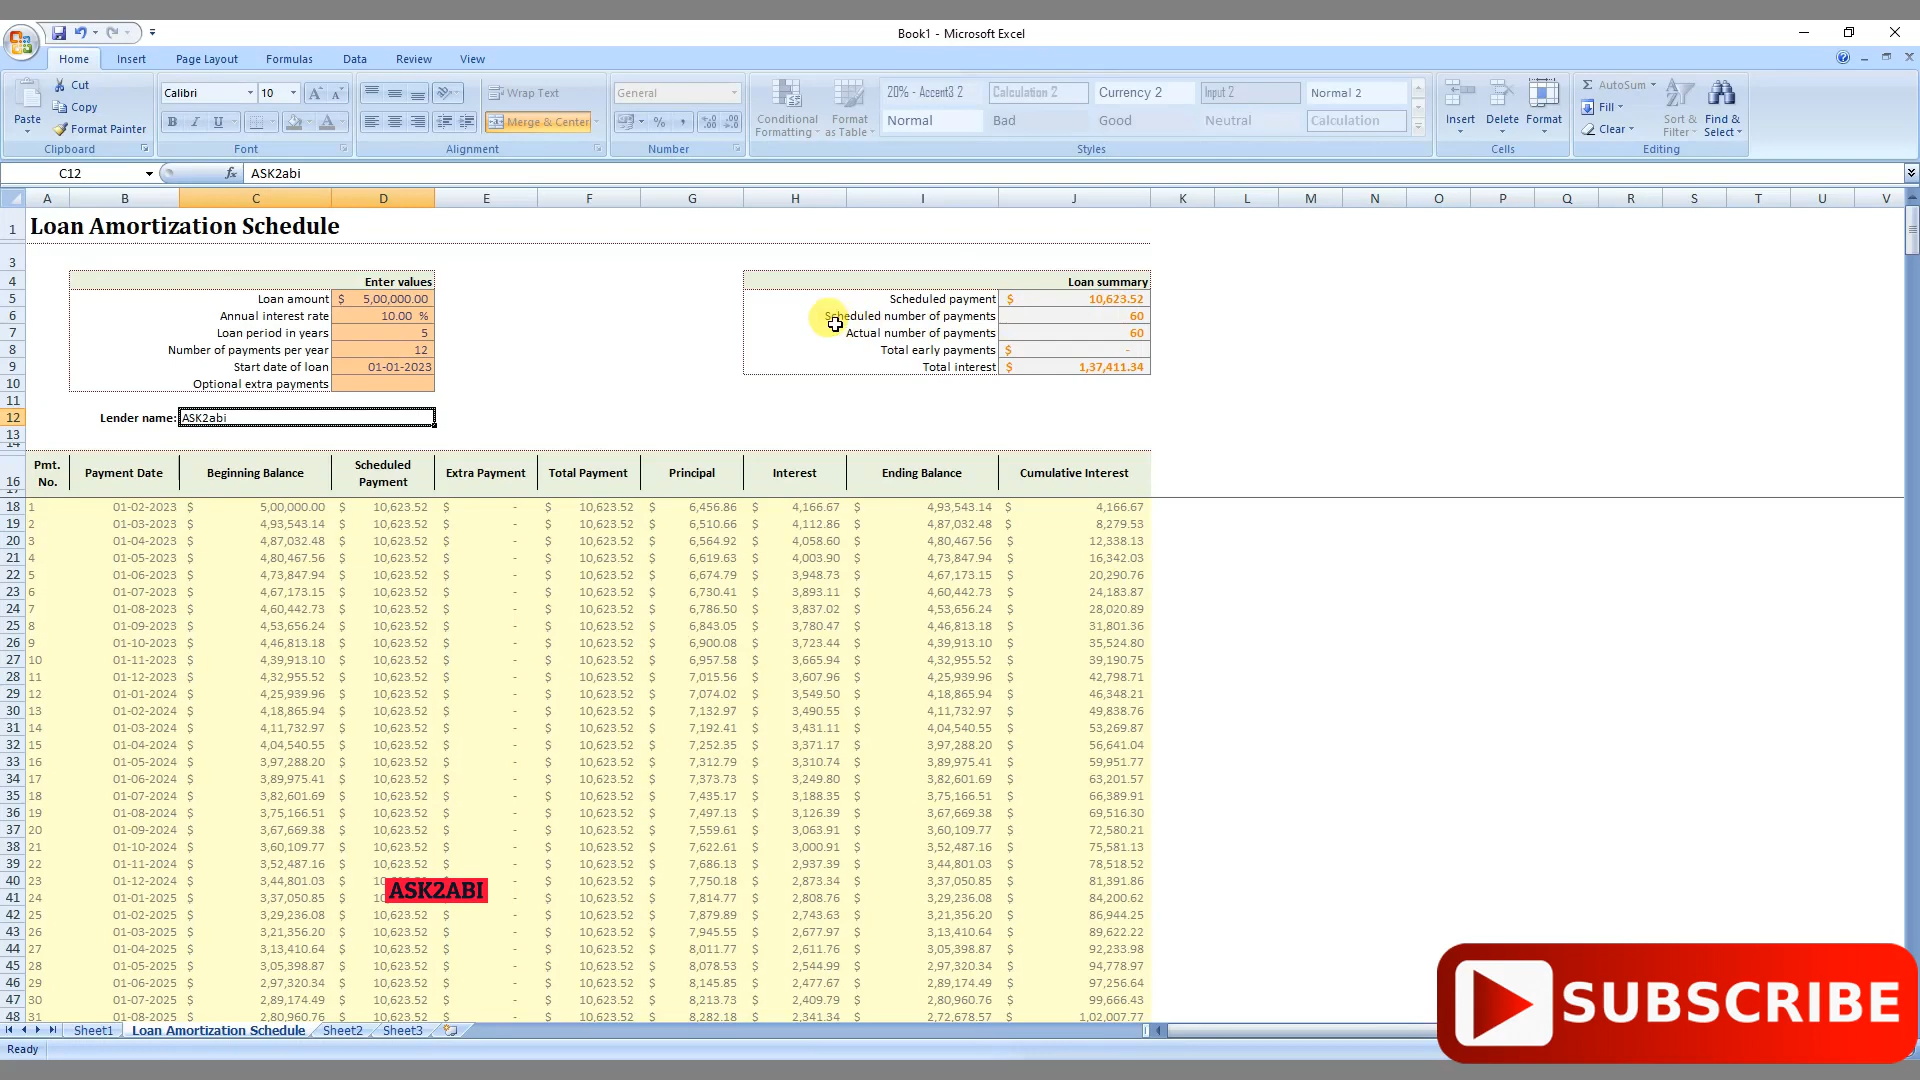 Book1 - Microsoft Excel
Home Insert Page Layout Formulas Data Review View
Paste Cut Copy Format Painter Clipboard
Calibri 10 B I U Font
Wrap Text Merge & Center Alignment
General % , Number
Conditional Formatting Format as Table
20% - Accent3 2 Calculation 2 Currency 2 Input 2 Normal 2
Normal Bad Good Neutral Calculation
Styles
Insert Delete Format Cells
Σ AutoSum Fill Clear Sort & Filter Find & Select Editing
C12 fx ASK2abi
A B C D E F G H I J K L M N O P Q R S T U V
1 Loan Amortization Schedule
3
4 Enter values Loan summary
5 Loan amount $ 5,00,000.00 Scheduled payment $ 10,623.52
6 Annual interest rate 10.00 % Scheduled number of payments 60
7 Loan period in years 5 Actual number of payments 60
8 Number of payments per year 12 Total early payments $ -
9 Start date of loan 01-01-2023 Total interest $ 1,37,411.34
10 Optional extra payments
11
12 Lender name: ASK2abi
13
16 Pmt. No. Payment Date Beginning Balance Scheduled Payment Extra Payment Total Payment Principal Interest Ending Balance Cumulative Interest
18 1 01-02-2023 $ 5,00,000.00 $ 10,623.52 $ - $ 10,623.52 $ 6,456.86 $ 4,166.67 $ 4,93,543.14 $ 4,166.67
19 2 01-03-2023 $ 4,93,543.14 $ 10,623.52 $ - $ 10,623.52 $ 6,510.66 $ 4,112.86 $ 4,87,032.48 $ 8,279.53
20 3 01-04-2023 $ 4,87,032.48 $ 10,623.52 $ - $ 10,623.52 $ 6,564.92 $ 4,058.60 $ 4,80,467.56 $ 12,338.13
21 4 01-05-2023 $ 4,80,467.56 $ 10,623.52 $ - $ 10,623.52 $ 6,619.63 $ 4,003.90 $ 4,73,847.94 $ 16,342.03
22 5 01-06-2023 $ 4,73,847.94 $ 10,623.52 $ - $ 10,623.52 $ 6,674.79 $ 3,948.73 $ 4,67,173.15 $ 20,290.76
23 6 01-07-2023 $ 4,67,173.15 $ 10,623.52 $ - $ 10,623.52 $ 6,730.41 $ 3,893.11 $ 4,60,442.73 $ 24,183.87
24 7 01-08-2023 $ 4,60,442.73 $ 10,623.52 $ - $ 10,623.52 $ 6,786.50 $ 3,837.02 $ 4,53,656.24 $ 28,020.89
25 8 01-09-2023 $ 4,53,656.24 $ 10,623.52 $ - $ 10,623.52 $ 6,843.05 $ 3,780.47 $ 4,46,813.18 $ 31,801.36
26 9 01-10-2023 $ 4,46,813.18 $ 10,623.52 $ - $ 10,623.52 $ 6,900.08 $ 3,723.44 $ 4,39,913.10 $ 35,524.80
27 10 01-11-2023 $ 4,39,913.10 $ 10,623.52 $ - $ 10,623.52 $ 6,957.58 $ 3,665.94 $ 4,32,955.52 $ 39,190.75
28 11 01-12-2023 $ 4,32,955.52 $ 10,623.52 $ - $ 10,623.52 $ 7,015.56 $ 3,607.96 $ 4,25,939.96 $ 42,798.71
29 12 01-01-2024 $ 4,25,939.96 $ 10,623.52 $ - $ 10,623.52 $ 7,074.02 $ 3,549.50 $ 4,18,865.94 $ 46,348.21
30 13 01-02-2024 $ 4,18,865.94 $ 10,623.52 $ - $ 10,623.52 $ 7,132.97 $ 3,490.55 $ 4,11,732.97 $ 49,838.76
31 14 01-03-2024 $ 4,11,732.97 $ 10,623.52 $ - $ 10,623.52 $ 7,192.41 $ 3,431.11 $ 4,04,540.55 $ 53,269.87
32 15 01-04-2024 $ 4,04,540.55 $ 10,623.52 $ - $ 10,623.52 $ 7,252.35 $ 3,371.17 $ 3,97,288.20 $ 56,641.04
33 16 01-05-2024 $ 3,97,288.20 $ 10,623.52 $ - $ 10,623.52 $ 7,312.79 $ 3,310.74 $ 3,89,975.41 $ 59,951.77
34 17 01-06-2024 $ 3,89,975.41 $ 10,623.52 $ - $ 10,623.52 $ 7,373.73 $ 3,249.80 $ 3,82,601.69 $ 63,201.57
35 18 01-07-2024 $ 3,82,601.69 $ 10,623.52 $ - $ 10,623.52 $ 7,435.17 $ 3,188.35 $ 3,75,166.51 $ 66,389.91
36 19 01-08-2024 $ 3,75,166.51 $ 10,623.52 $ - $ 10,623.52 $ 7,497.13 $ 3,126.39 $ 3,67,669.38 $ 69,516.30
37 20 01-09-2024 $ 3,67,669.38 $ 10,623.52 $ - $ 10,623.52 $ 7,559.61 $ 3,063.91 $ 3,60,109.77 $ 72,580.21
38 21 01-10-2024 $ 3,60,109.77 $ 10,623.52 $ - $ 10,623.52 $ 7,622.61 $ 3,000.91 $ 3,52,487.16 $ 75,581.13
39 22 01-11-2024 $ 3,52,487.16 $ 10,623.52 $ - $ 10,623.52 $ 7,686.13 $ 2,937.39 $ 3,44,801.03 $ 78,518.52
40 23 01-12-2024 $ 3,44,801.03 $ - $ 10,623.52 $ 7,750.18 $ 2,873.34 $ 3,37,050.85 $ 81,391.86
ASK2ABI
41 24 01-01-2025 $ 3,37,050.85 $ - $ 10,623.52 $ 7,814.77 $ 2,808.76 $ 3,29,236.08 $ 84,200.62
42 25 01-02-2025 $ 3,29,236.08 $ 10,623.52 $ - $ 10,623.52 $ 7,879.89 $ 2,743.63 $ 3,21,356.20 $ 86,944.25
43 26 01-03-2025 $ 3,21,356.20 $ 10,623.52 $ - $ 10,623.52 $ 7,945.55 $ 2,677.97 $ 3,13,410.64 $ 89,622.22
44 27 01-04-2025 $ 3,13,410.64 $ 10,623.52 $ - $ 10,623.52 $ 8,011.77 $ 2,611.76 $ 3,05,398.87 $ 92,233.98
45 28 01-05-2025 $ 3,05,398.87 $ 10,623.52 $ - $ 10,623.52 $ 8,078.53 $ 2,544.99 $ 2,97,320.34 $ 94,778.97
46 29 01-06-2025 $ 2,97,320.34 $ 10,623.52 $ - $ 10,623.52 $ 8,145.85 $ 2,477.67 $ 2,89,174.49 $ 97,256.64
47 30 01-07-2025 $ 2,89,174.49 $ 10,623.52 $ - $ 10,623.52 $ 8,213.73 $ 2,409.79 $ 2,80,960.76 $ 99,666.43
48 31 01-08-2025 $ 2,80,960.76 $ 10,623.52 $ - $ 10,623.52 $ 8,282.18 $ 2,341.34 $ 2,72,678.57 $ 1,02,007.77
SUBSCRIBE
Sheet1 Loan Amortization Schedule Sheet2 Sheet3
Ready